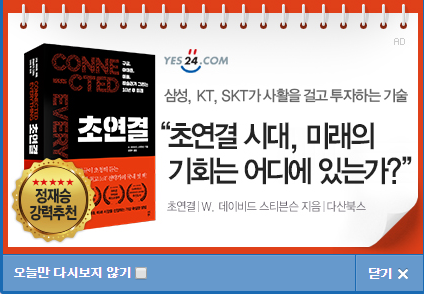 YES24.COM
AD
삼성, KT, SKT가 사활을 걸고 투자하는 기술
“초연결 시대, 미래의
기회는 어디에 있는가?”
초연결 | W. 데이비드 스티븐슨 지음 | 다산북스
CONNE
CTED
EVERY
초연결
정재승
강력추천
오늘만 다시보지 않기
닫기 ×